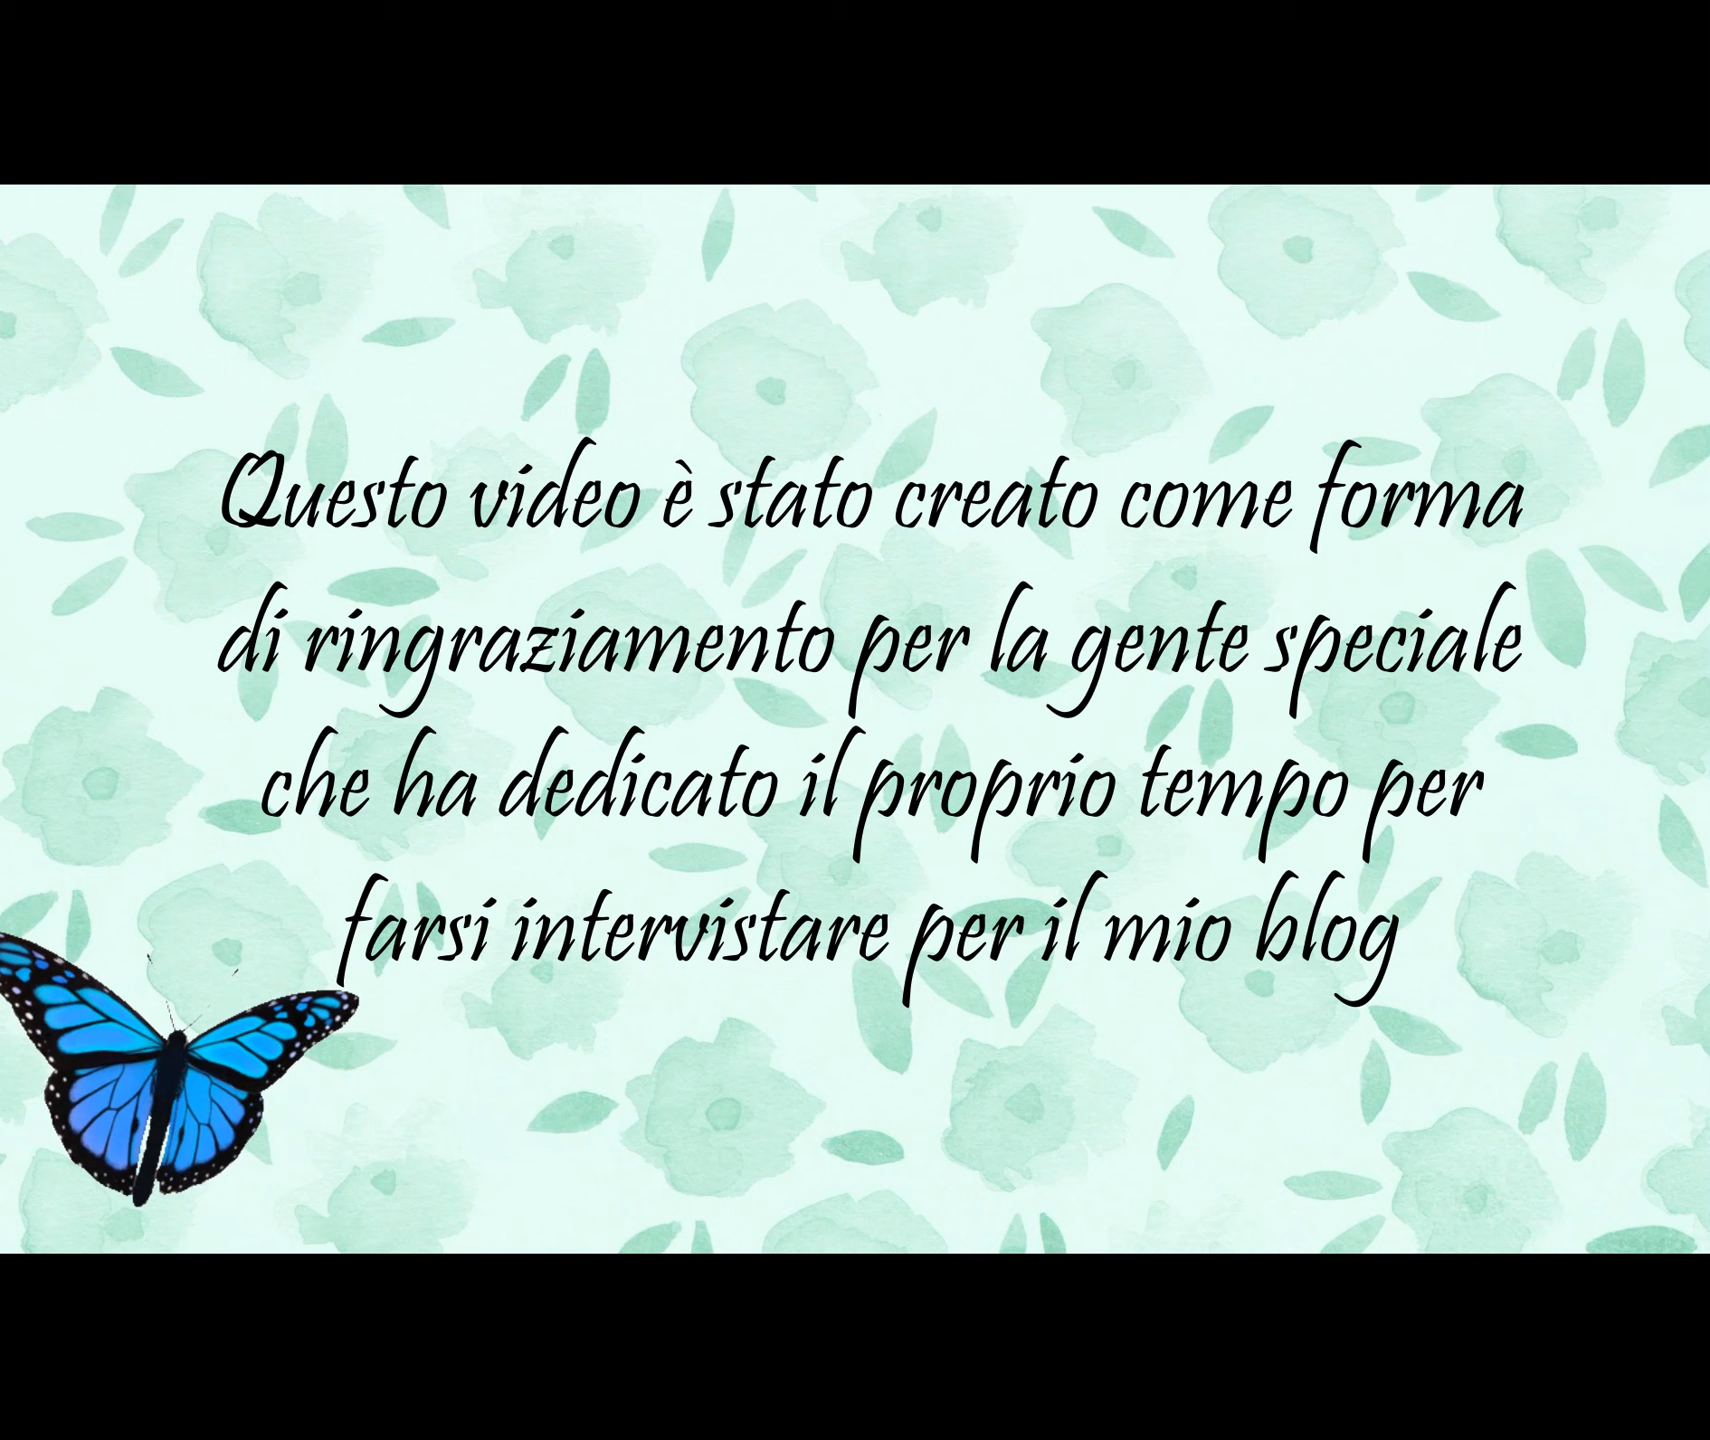 Questo video è stato creato come forma
di ringraziamento per la gente speciale
che ha dedicato il proprio tempo per
farsi intervistare per il mio blog